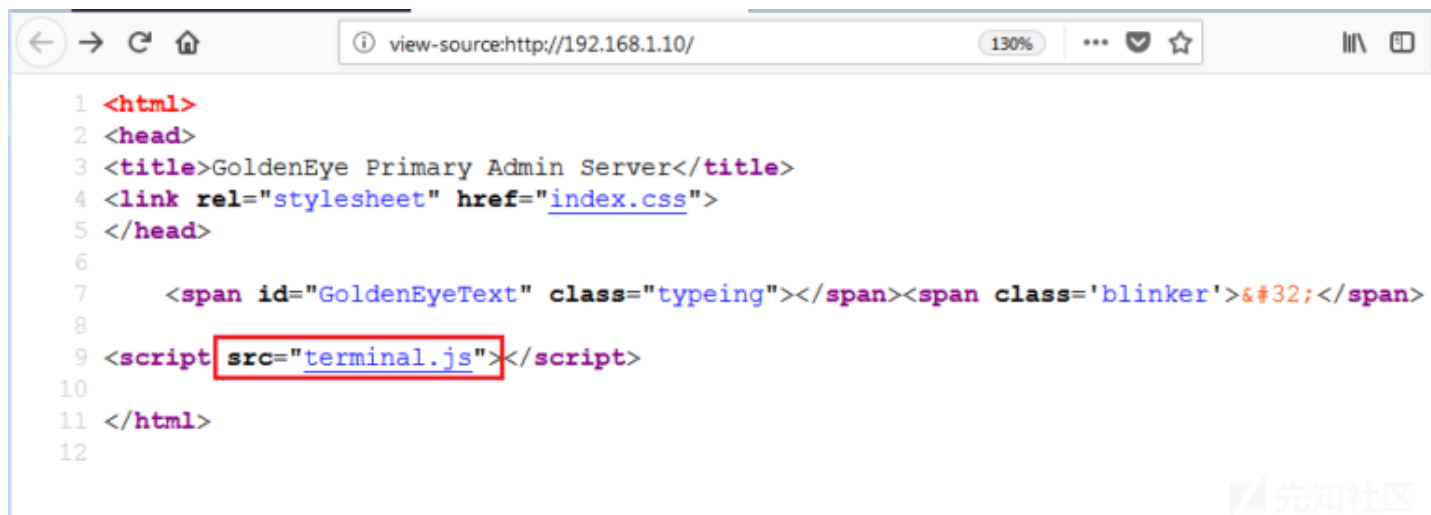 view-source:http://192.168.1.10/ 130%
1 <html>
2 <head>
3 <title>GoldenEye Primary Admin Server</title>
4 <link rel="stylesheet" href="index.css">
5 </head>
6
7 <span id="GoldenEyeText" class="typeing"></span><span class='blinker'>&#32;</span>
8
9 <script src="terminal.js"></script>
10
11 </html>
12
先知社区